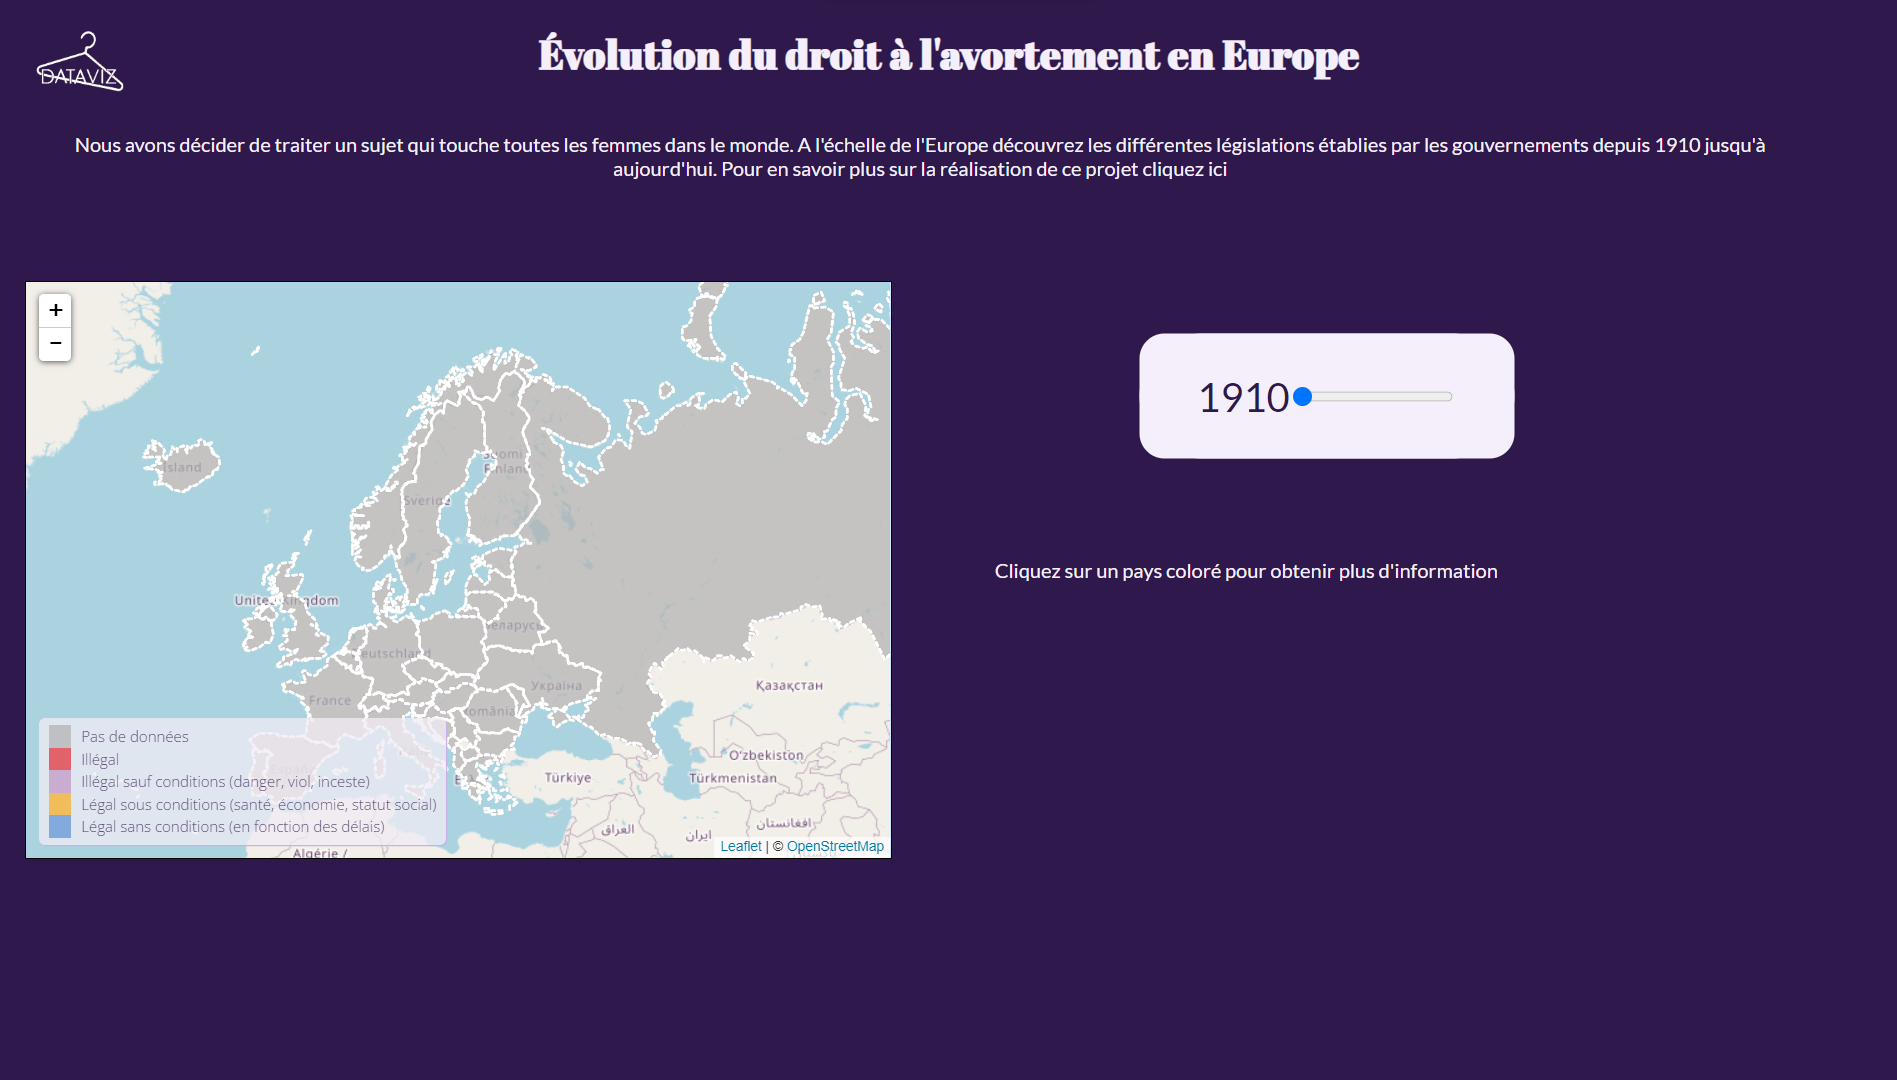 DATAVIZ
Évolution du droit à l'avortement en Europe
Nous avons décider de traiter un sujet qui touche toutes les femmes dans le monde. A l'échelle de l'Europe découvrez les différentes législations établies par les gouvernements depuis 1910 jusqu'à
aujourd'hui. Pour en savoir plus sur la réalisation de ce projet cliquez ici
+
−
Ísland
Suomi
Finland
Sverige
United Kingdom
Беларусь
Deutschland
Україна
France
România
Қазақстан
Oʻzbekiston
Türkiye
Türkmenistan
العراق
ایران
افغانستان
Algérie /
Pas de données
Illégal
Illégal sauf conditions (danger, viol, inceste)
Légal sous conditions (santé, économie, statut social)
Légal sans conditions (en fonction des délais)
Leaflet | © OpenStreetMap
1910
Cliquez sur un pays coloré pour obtenir plus d'information